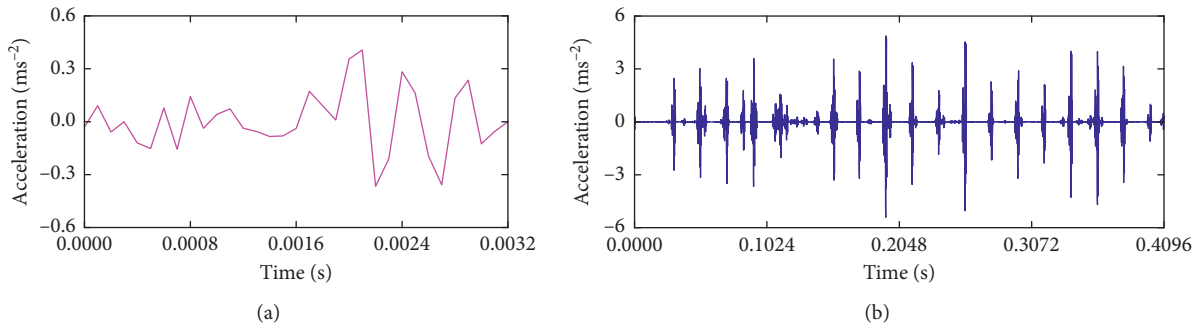 Acceleration (ms⁻²)
0.6
0.3
0.0
−0.3
−0.6
0.0000 0.0008 0.0016 0.0024 0.0032
Time (s)
(a)
Acceleration (ms⁻²)
6
3
0
3
−6
0.0000 0.1024 0.2048 0.3072 0.4096
Time (s)
(b)